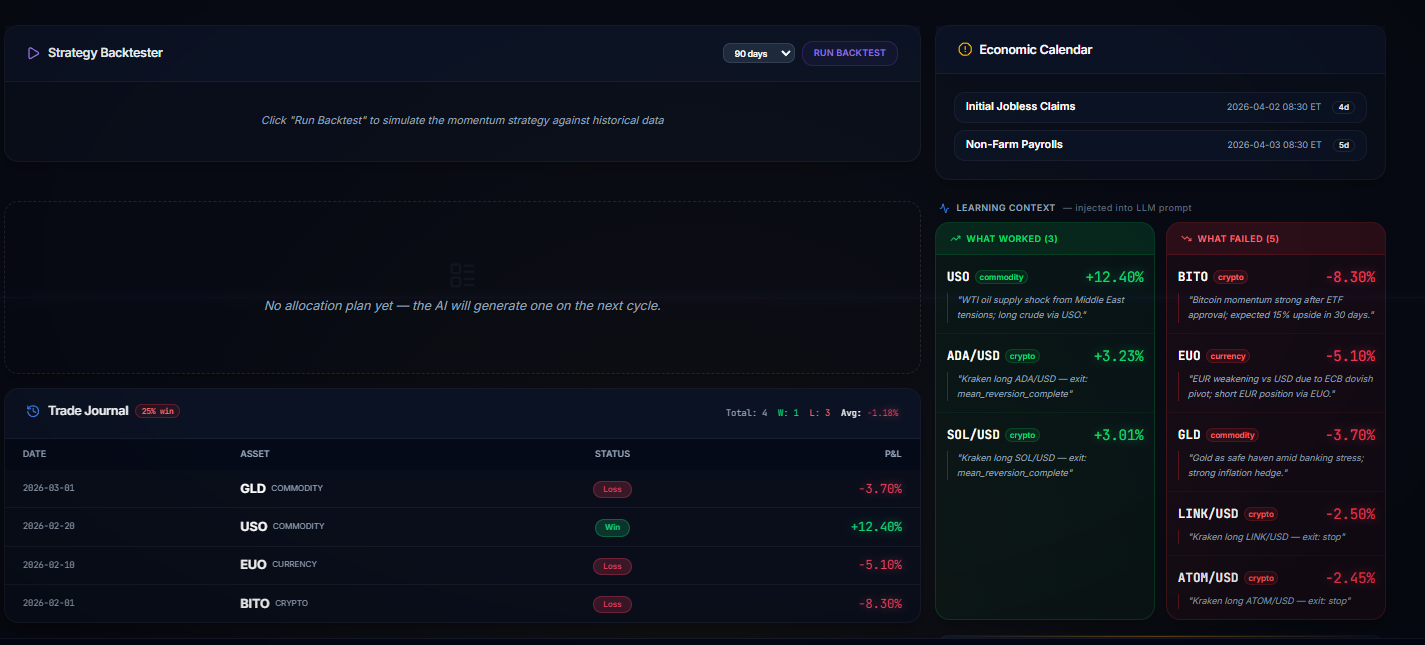 Strategy Backtester
90 days
RUN BACKTEST
Click "Run Backtest" to simulate the momentum strategy against historical data
No allocation plan yet — the AI will generate one on the next cycle.
Trade Journal 25% win
Total: 4 W: 1 L: 3 Avg: -1.18%
DATE ASSET STATUS P&L
2026-03-01 GLD COMMODITY Loss -3.70%
2026-02-20 USO COMMODITY Win +12.40%
2026-02-10 EUO CURRENCY Loss -5.10%
2026-02-01 BITO CRYPTO Loss -8.30%
Economic Calendar
Initial Jobless Claims 2026-04-02 08:30 ET 4d
Non-Farm Payrolls 2026-04-03 08:30 ET 5d
LEARNING CONTEXT — injected into LLM prompt
WHAT WORKED (3)
USO commodity +12.40%
"WTI oil supply shock from Middle East
tensions; long crude via USO."
ADA/USD crypto +3.23%
"Kraken long ADA/USD — exit:
mean_reversion_complete"
SOL/USD crypto +3.01%
"Kraken long SOL/USD — exit:
mean_reversion_complete"
WHAT FAILED (5)
BITO crypto -8.30%
"Bitcoin momentum strong after ETF
approval; expected 15% upside in 30 days."
EUO currency -5.10%
"EUR weakening vs USD due to ECB dovish
pivot; short EUR position via EUO."
GLD commodity -3.70%
"Gold as safe haven amid banking stress;
strong inflation hedge."
LINK/USD crypto -2.50%
"Kraken long LINK/USD — exit: stop"
ATOM/USD crypto -2.45%
"Kraken long ATOM/USD — exit: stop"